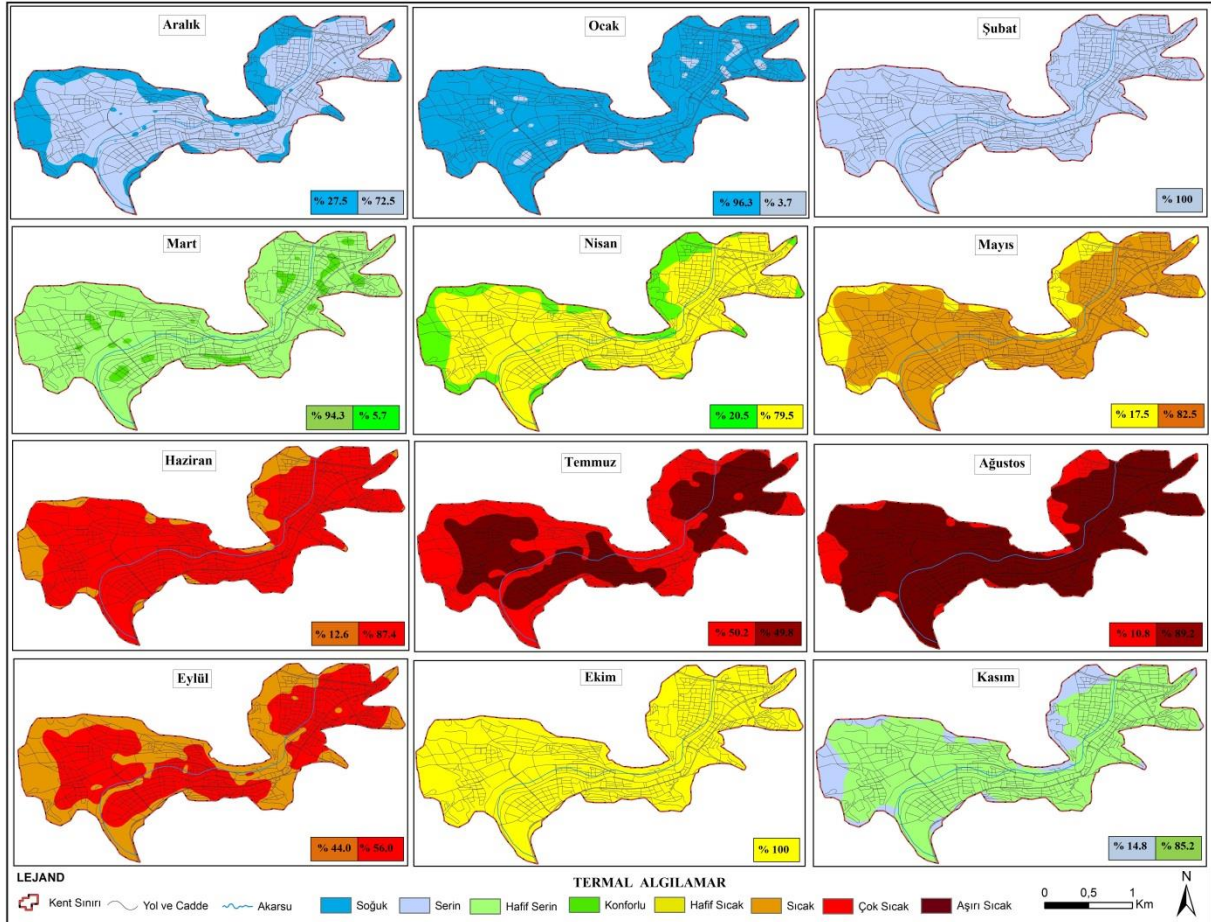 Aralık
% 27.5 % 72.5
Ocak
% 96.3 % 3.7
Şubat
% 100
Mart
% 94.3 % 5.7
Nisan
% 20.5 % 79.5
Mayıs
% 17.5 % 82.5
Haziran
% 12.6 % 87.4
Temmuz
% 50.2 % 49.8
Ağustos
% 10.8 % 89.2
Eylül
% 44.0 % 56.0
Ekim
% 100
Kasım
% 14.8 % 85.2
LEJAND
TERMAL ALGILAMAR
Kent Sınırı Yol ve Cadde Akarsu Soğuk Serin Hafif Serin Konforlu Hafif Sıcak Sıcak Çok Sıcak Aşırı Sıcak
0 0,5 1
Km
N